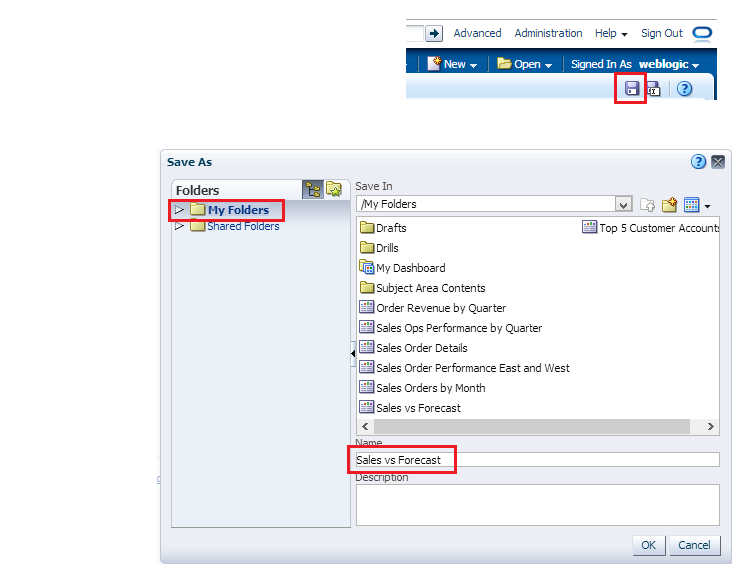 Advanced Administration Help Sign Out
New Open Signed In As weblogic
Save As
Folders
My Folders
Shared Folders
Save In
/My Folders
Drafts
Drills
My Dashboard
Subject Area Contents
Order Revenue by Quarter
Sales Ops Performance by Quarter
Sales Order Details
Sales Order Performance East and West
Sales Orders by Month
Sales vs Forecast
Top 5 Customer Accounts
Name
Sales vs Forecast
Description
OK Cancel